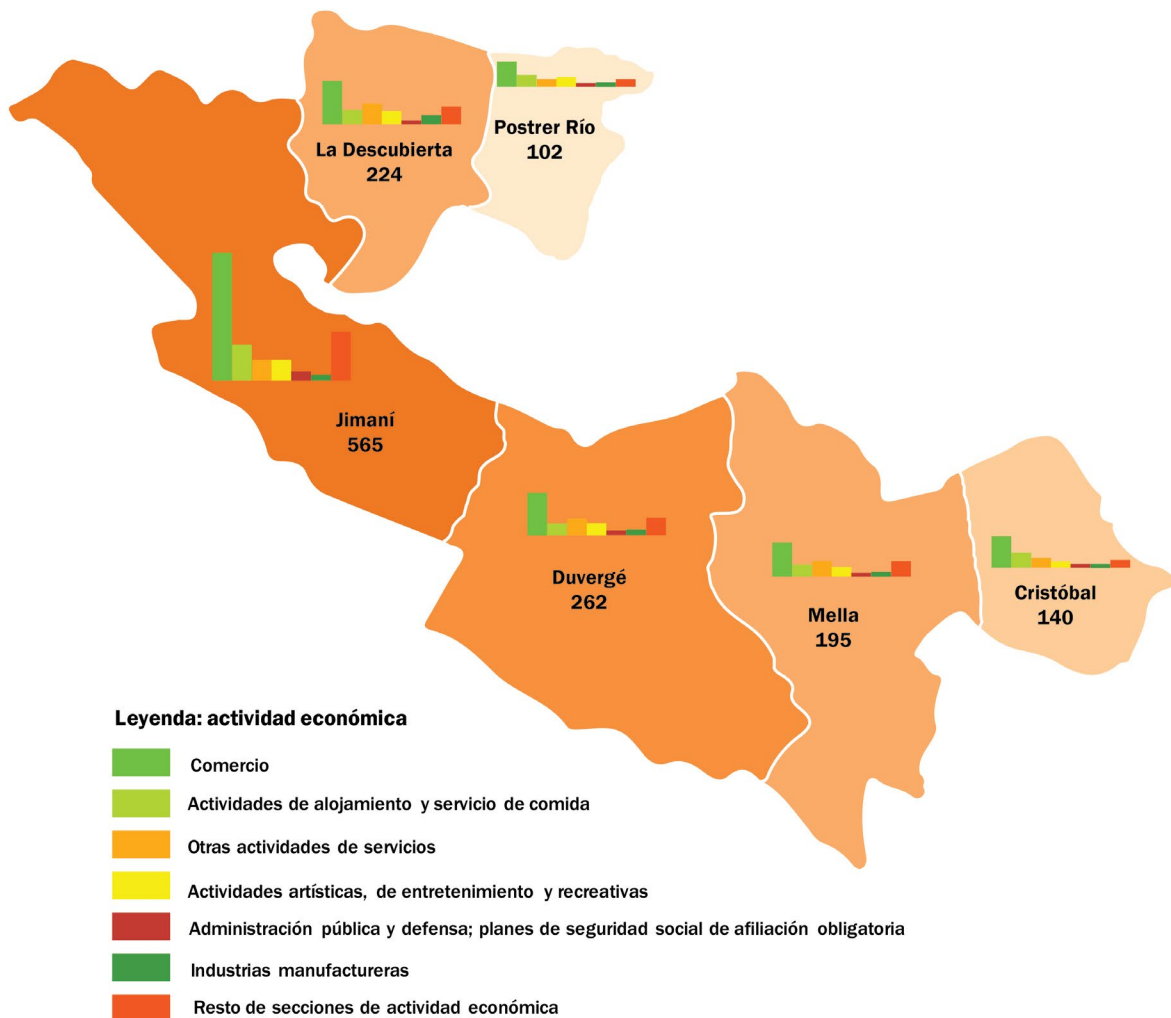 Postrer Río
102
La Descubierta
224
Jimaní
565
Duvergé
262
Mella
195
Cristóbal
140
Leyenda: actividad económica
Comercio
Actividades de alojamiento y servicio de comida
Otras actividades de servicios
Actividades artísticas, de entretenimiento y recreativas
Administración pública y defensa; planes de seguridad social de afiliación obligatoria
Industrias manufactureras
Resto de secciones de actividad económica